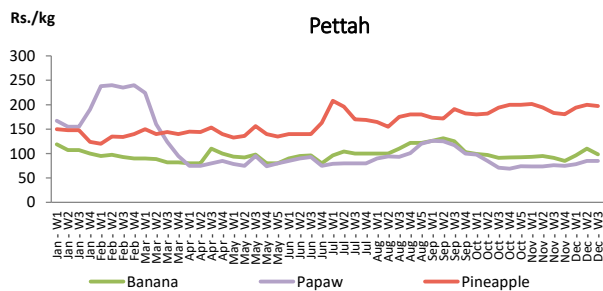 Rs./kg
Pettah
300
250
200
150
100
50
0
Jan - W1
Jan - W2
Jan - W3
Jan - W4
Feb - W1
Feb - W2
Feb - W3
Feb - W4
Mar - W1
Mar - W2
Mar - W3
Mar - W4
Apr - W1
Apr - W2
Apr - W3
Apr - W4
May - W1
May - W2
May - W3
May - W4
May - W5
Jun - W1
Jun - W2
Jun - W3
Jun - W4
Jul - W1
Jul - W2
Jul - W3
Jul - W4
Aug - W1
Aug - W2
Aug - W3
Aug - W4
Aug - W5
Sep - W1
Sep - W2
Sep - W3
Sep - W4
Oct - W1
Oct - W2
Oct - W3
Oct - W4
Oct - W5
Nov - W1
Nov - W2
Nov - W3
Nov - W4
Dec - W1
Dec - W2
Dec - W3
Banana
Papaw
Pineapple